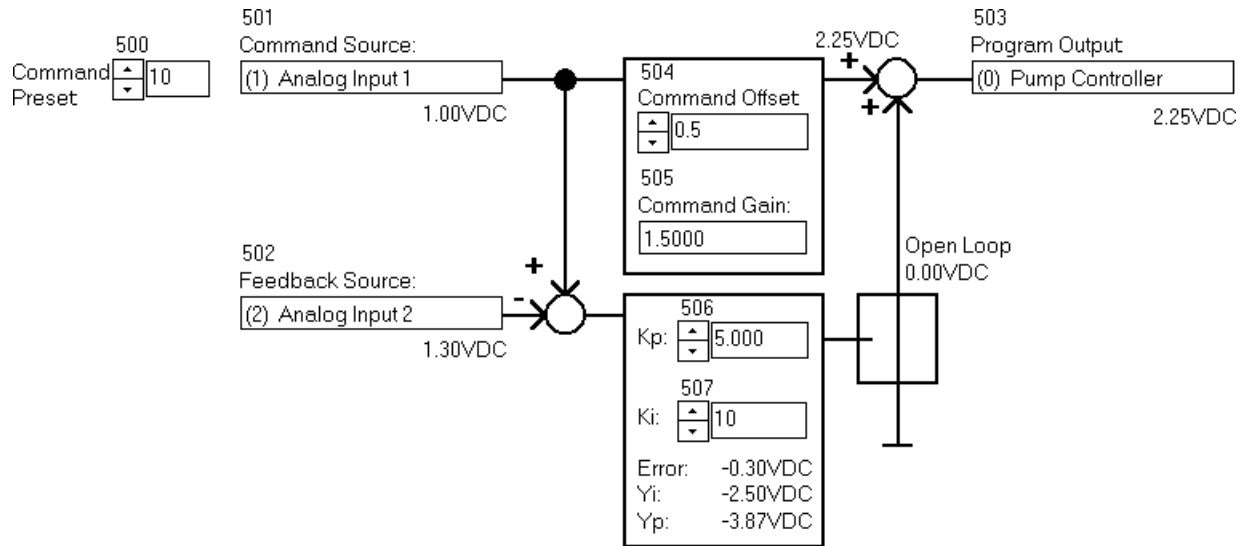 500
Command
Preset:
10
501
Command Source:
(1) Analog Input 1
1.00VDC
502
Feedback Source:
(2) Analog Input 2
1.30VDC
+
-
504
Command Offset
0.5
505
Command Gain:
1.5000
506
Kp: 5.000
507
Ki: 10
Error: -0.30VDC
Yi: -2.50VDC
Yp: -3.87VDC
2.25VDC
+
+
Open Loop
0.00VDC
503
Program Output
(0) Pump Controller
2.25VDC